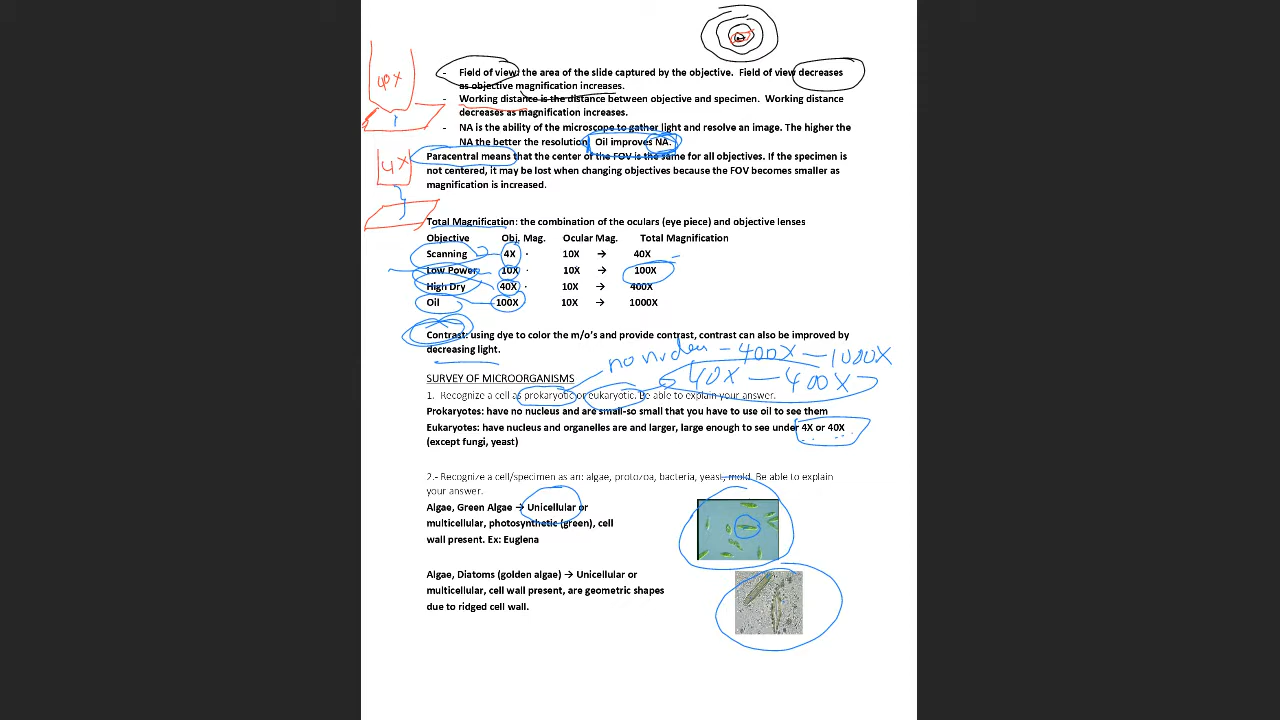 - Field of view: the area of the slide captured by the objective. Field of view decreases
as objective magnification increases.
- Working distance is the distance between objective and specimen. Working distance
decreases as magnification increases.
- NA is the ability of the microscope to gather light and resolve an image. The higher the
NA the better the resolution. Oil improves NA.
Paracentral means that the center of the FOV is the same for all objectives. If the specimen is
not centered, it may be lost when changing objectives because the FOV becomes smaller as
magnification is increased.
40X
4X
Total Magnification: the combination of the oculars (eye piece) and objective lenses
Objective Obj. Mag. Ocular Mag. Total Magnification
Scanning 4X 10X → 40X
Low Power 10X 10X → 100X
High Dry 40X 10X → 400X
Oil 100X 10X → 1000X
Contrast: using dye to color the m/o's and provide contrast, contrast can also be improved by
decreasing light.
no - 400X - 1000X
40X - 400X
SURVEY OF MICROORGANISMS
1. Recognize a cell as prokaryotic or eukaryotic. Be able to explain your answer.
Prokaryotes: have no nucleus and are small-so small that you have to use oil to see them
Eukaryotes: have nucleus and organelles are and larger, large enough to see under 4X or 40X
(except fungi, yeast)
2.- Recognize a cell/specimen as an: algae, protozoa, bacteria, yeast, mold. Be able to explain
your answer.
Algae, Green Algae → Unicellular or
multicellular, photosynthetic (green), cell
wall present. Ex: Euglena
Algae, Diatoms (golden algae) → Unicellular or
multicellular, cell wall present, are geometric shapes
due to ridged cell wall.